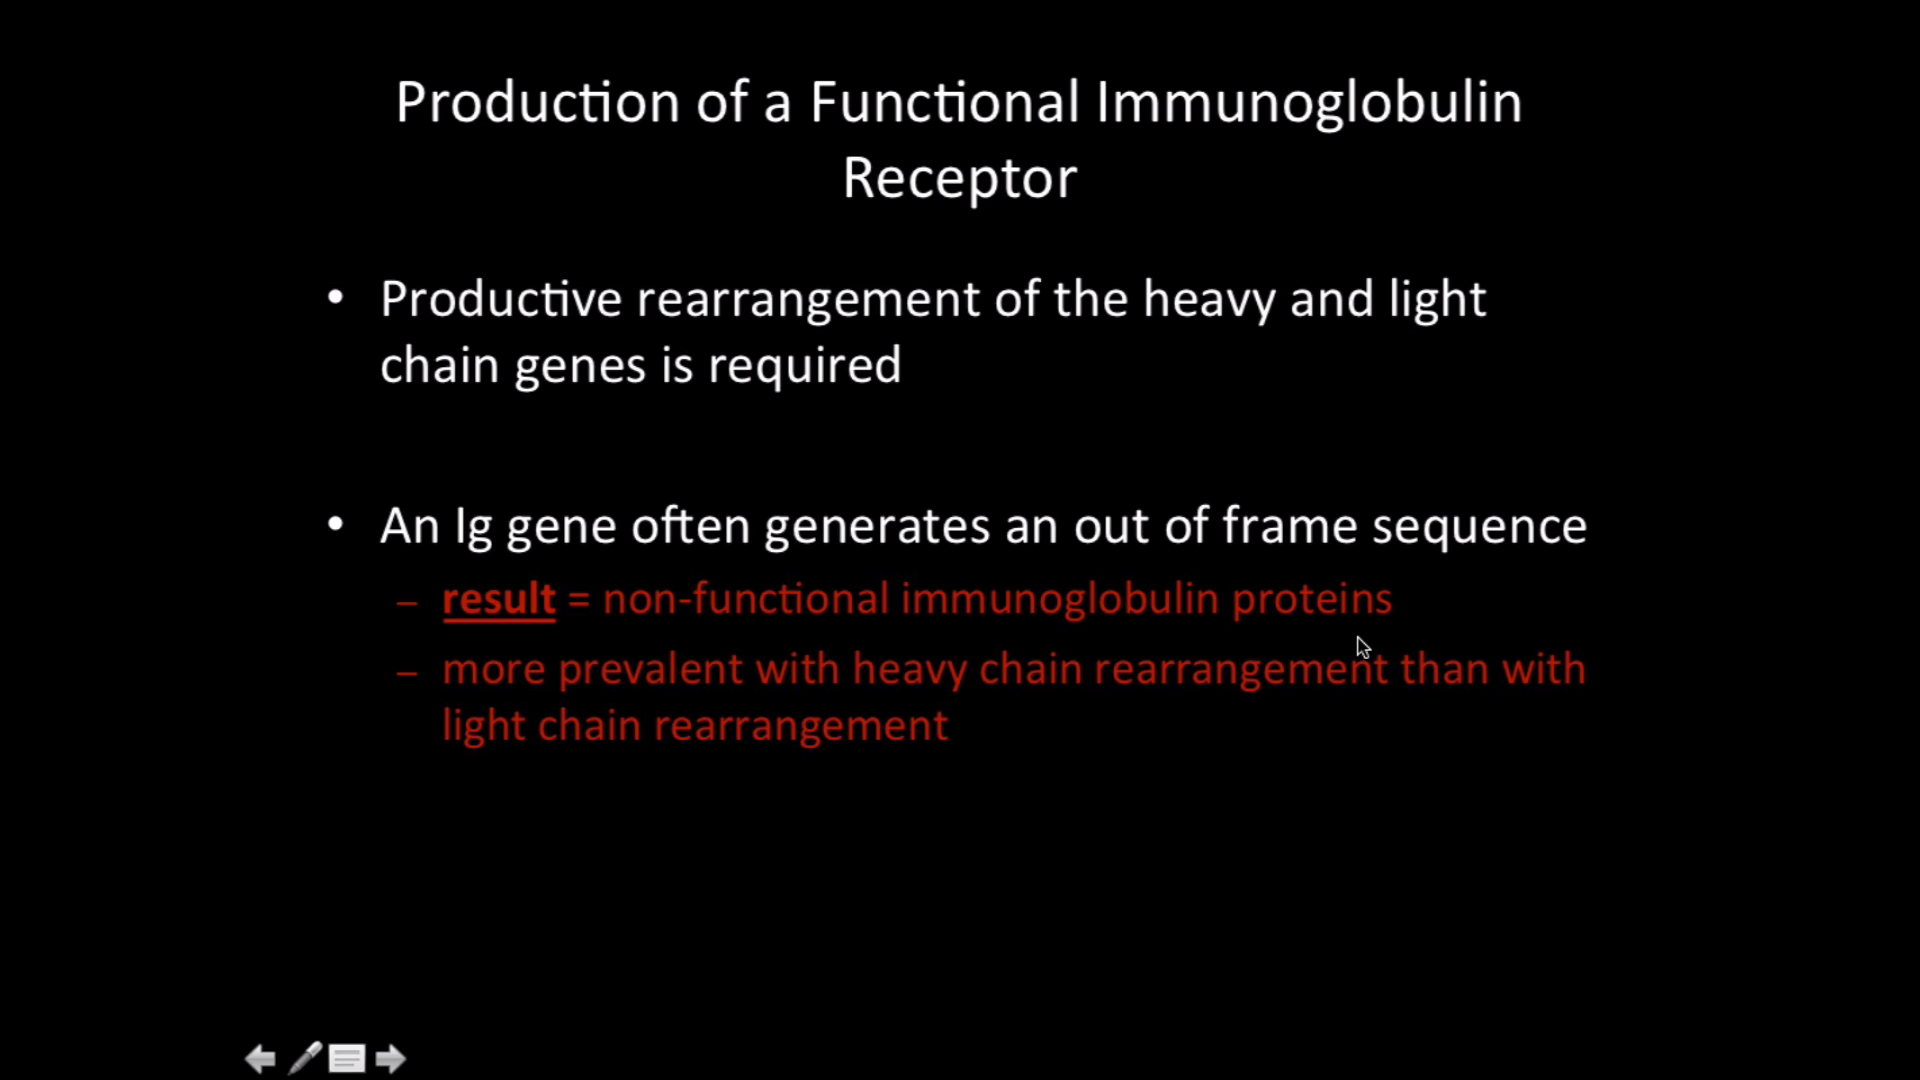 Production of a Functional Immunoglobulin
Receptor
• Productive rearrangement of the heavy and light
chain genes is required
• An Ig gene often generates an out of frame sequence
– result = non-functional immunoglobulin proteins
– more prevalent with heavy chain rearrangement than with
light chain rearrangement